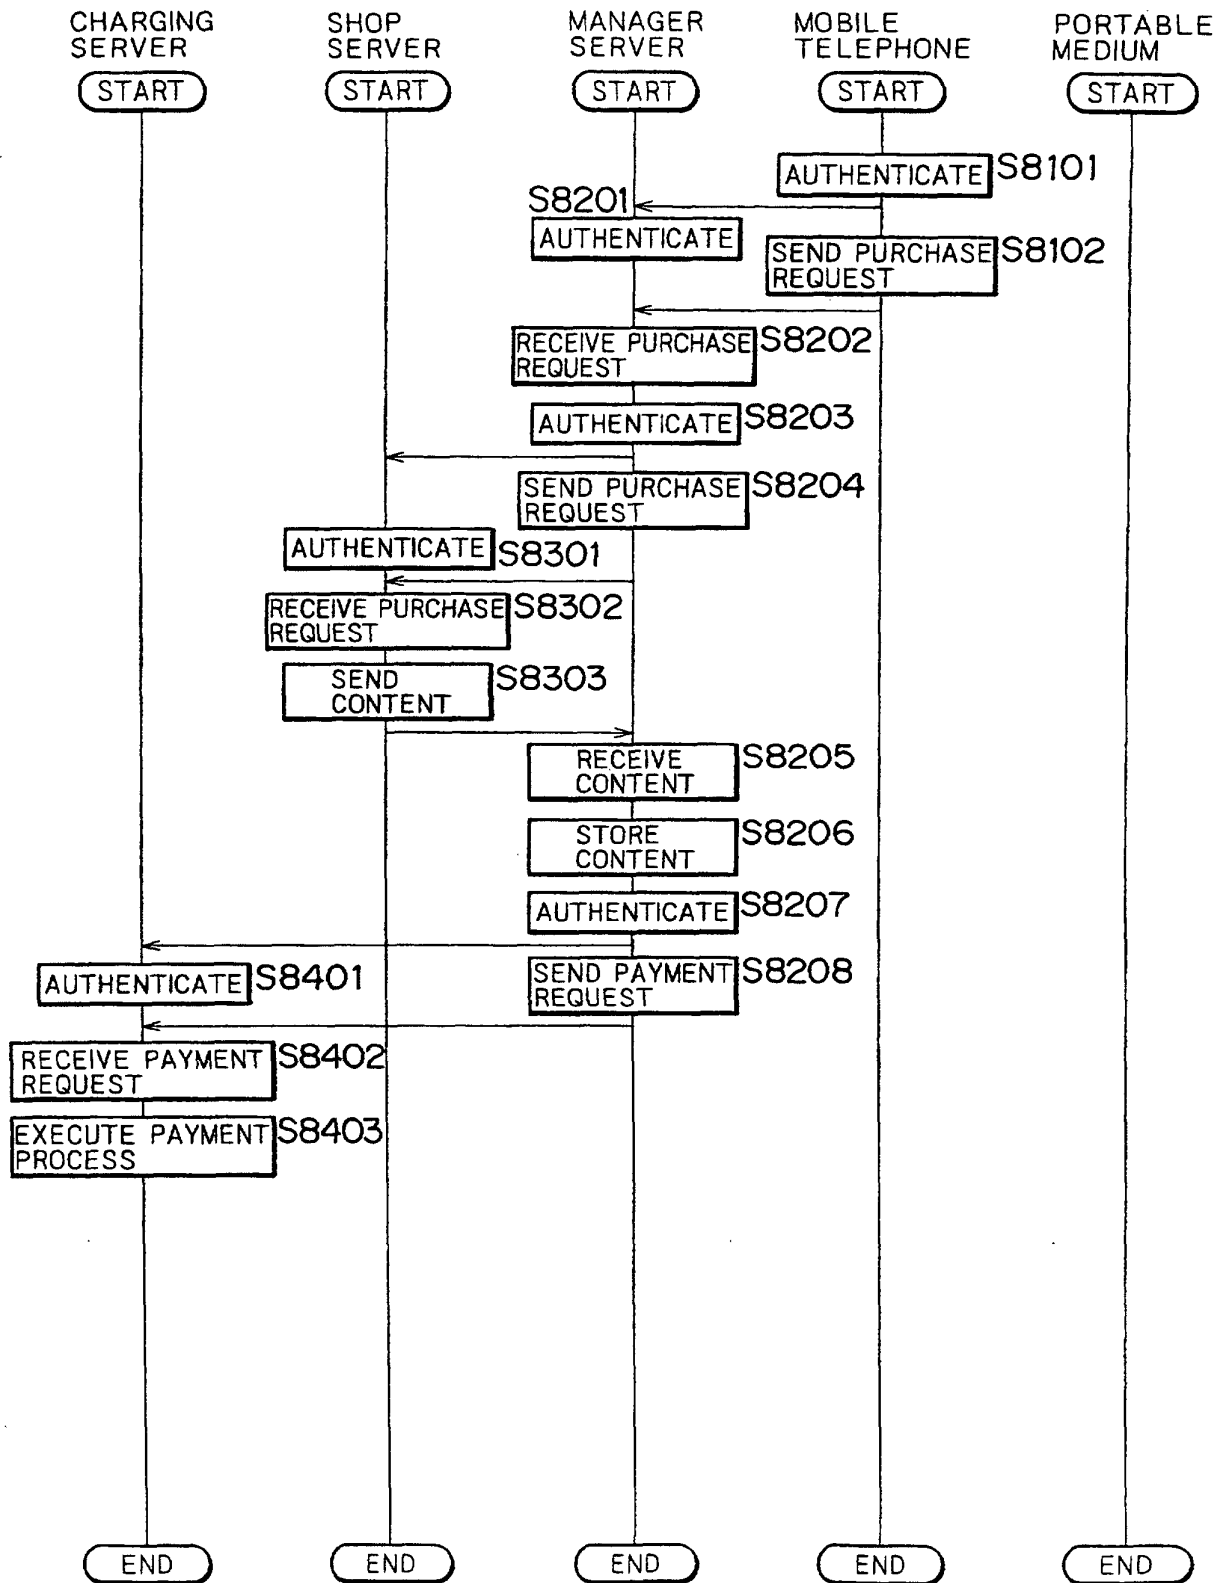 CHARGING
SERVER
SHOP
SERVER
MANAGER
SERVER
MOBILE
TELEPHONE
PORTABLE
MEDIUM
START
START
START
START
START
AUTHENTICATE
S8101
S8201
AUTHENTICATE
SEND PURCHASE
REQUEST
S8102
RECEIVE PURCHASE
REQUEST
S8202
AUTHENTICATE
S8203
SEND PURCHASE
REQUEST
S8204
AUTHENTICATE
S8301
RECEIVE PURCHASE
REQUEST
S8302
SEND
CONTENT
S8303
RECEIVE
CONTENT
S8205
STORE
CONTENT
S8206
AUTHENTICATE
S8207
AUTHENTICATE
S8401
SEND PAYMENT
REQUEST
S8208
RECEIVE PAYMENT
REQUEST
S8402
EXECUTE PAYMENT
PROCESS
S8403
END
END
END
END
END